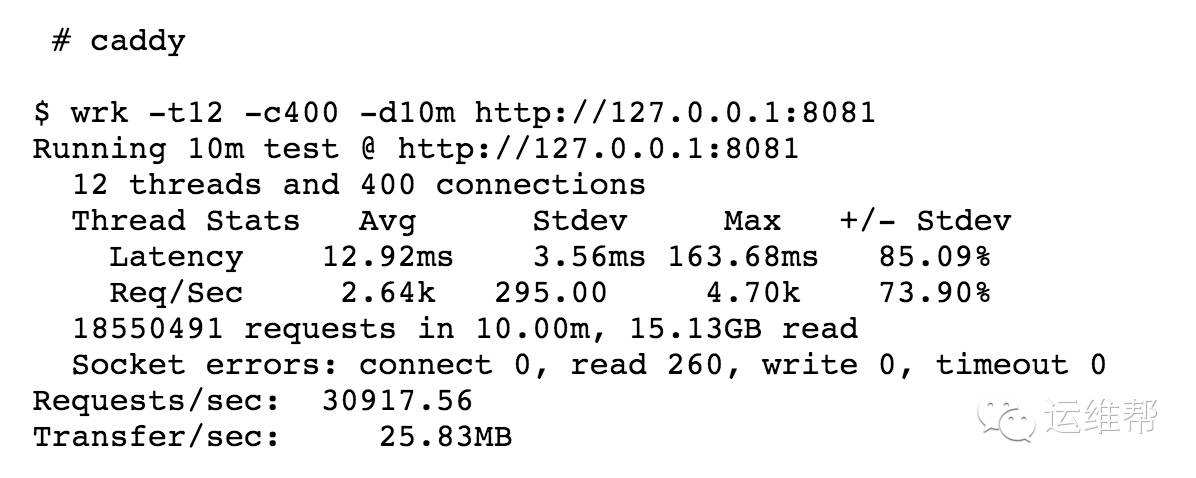 # caddy
$ wrk -t12 -c400 -d10m http://127.0.0.1:8081
Running 10m test @ http://127.0.0.1:8081
12 threads and 400 connections
Thread Stats Avg Stdev Max +/- Stdev
Latency 12.92ms 3.56ms 163.68ms 85.09%
Req/Sec 2.64k 295.00 4.70k 73.90%
18550491 requests in 10.00m, 15.13GB read
Socket errors: connect 0, read 260, write 0, timeout 0
Requests/sec: 30917.56
Transfer/sec: 25.83MB
运维帮